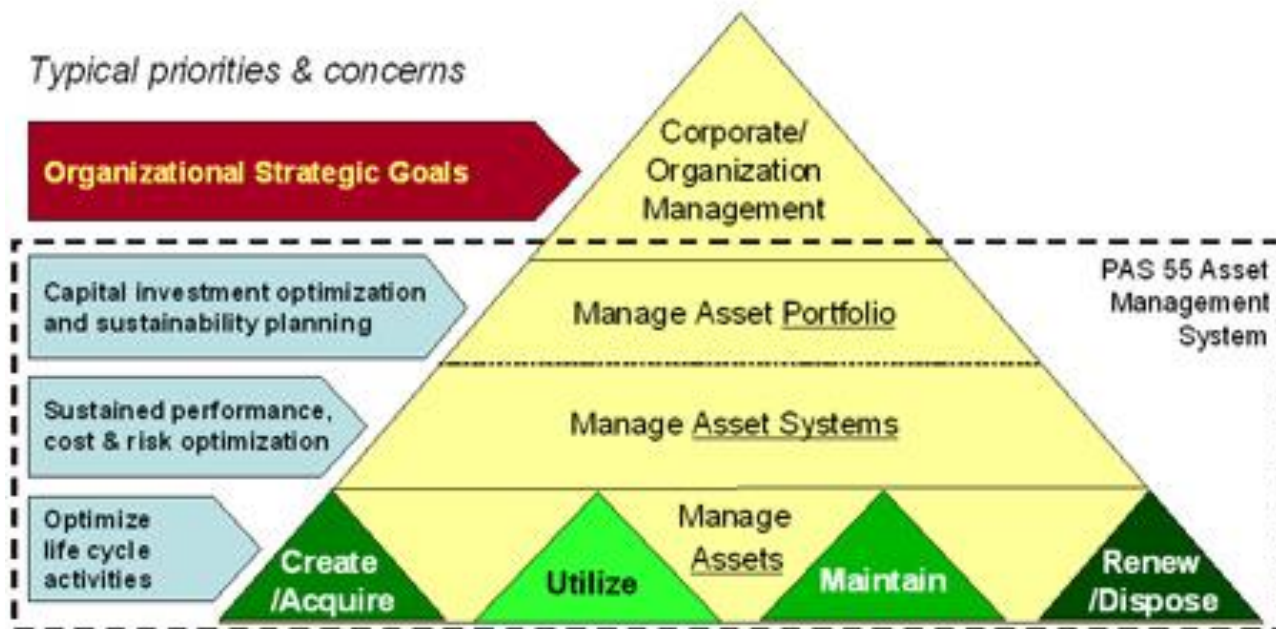 Typical priorities & concerns
Organizational Strategic Goals
Corporate/
Organization
Management
Capital investment optimization
and sustainability planning
Manage Asset Portfolio
PAS 55 Asset
Management
System
Sustained performance,
cost & risk optimization
Manage Asset Systems
Optimize
life cycle
activities
Manage
Assets
Create
/Acquire
Utilize
Maintain
Renew
/Dispose